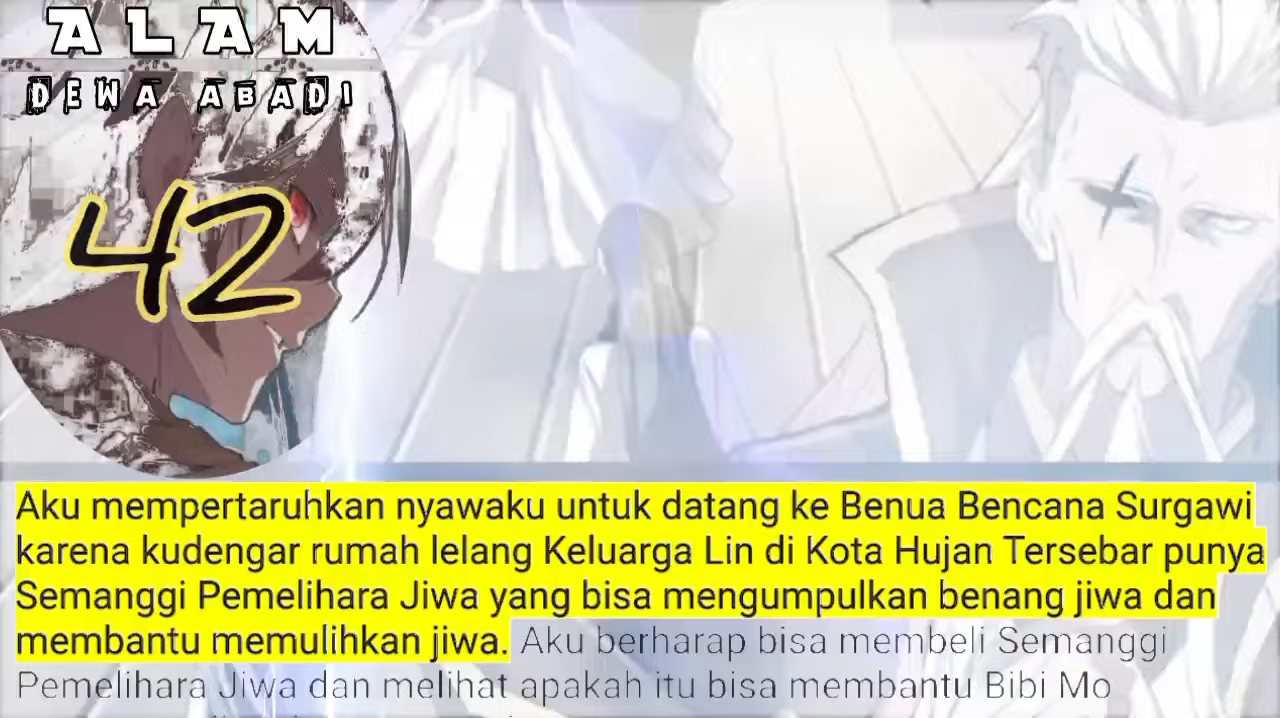 ALAM
DEWA ABADI
42
Aku mempertaruhkan nyawaku untuk datang ke Benua Bencana Surgawi
karena kudengar rumah lelang Keluarga Lin di Kota Hujan Tersebar punya
Semanggi Pemelihara Jiwa yang bisa mengumpulkan benang jiwa dan
membantu memulihkan jiwa. Aku berharap bisa membeli Semanggi
Pemelihara Jiwa dan melihat apakah itu bisa membantu Bibi Mo